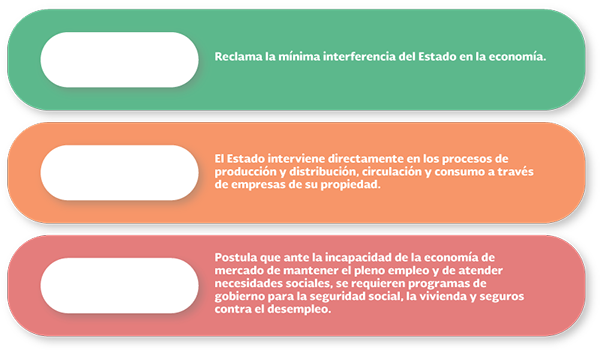 Reclama la mínima interferencia del Estado en la economía.
El Estado interviene directamente en los procesos de
producción y distribución, circulación y consumo a través
de empresas de su propiedad.
Postula que ante la incapacidad de la economía de
mercado de mantener el pleno empleo y de atender
necesidades sociales, se requieren programas de
gobierno para la seguridad social, la vivienda y seguros
contra el desempleo.